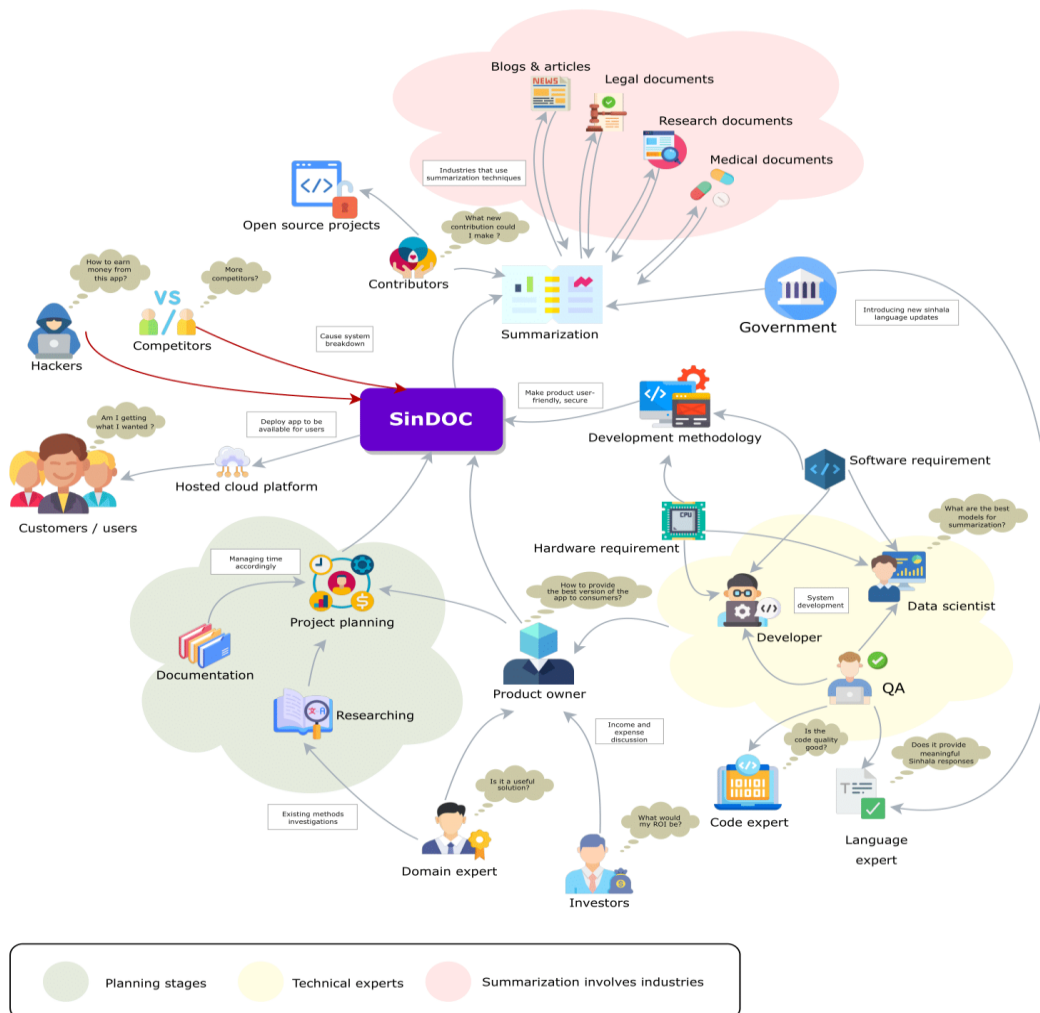 Blogs & articles
NEWS
Legal documents
Research documents
Medical documents
Industries that use
summarization techniques
Open source projects
What new
contribution could
I make ?
Contributors
Summarization
Government
Introducing new sinhala
language updates
How to earn
money from
this app?
More
competitors?
VS
Hackers
Competitors
Cause system
breakdown
SinDOC
Make product user-
friendly, secure
Development methodology
Software requirement
Am I getting
what I wanted ?
Deploy app to be
available for users
Hosted cloud platform
Customers / users
CPU
Hardware requirement
What are the best
models for
summarization?
Managing time
accordingly
Project planning
How to provide
the best version of the
app to consumers?
System
development
Data scientist
Developer
Documentation
Product owner
QA
Researching
Income and
expense
discussion
Is the
code quality
good?
Does it provide
meaningful
Sinhala responses
Is it a useful
solution?
Existing methods
investigations
What would
my ROI be?
Code expert
Language
expert
Domain expert
Investors
Planning stages
Technical experts
Summarization involves industries